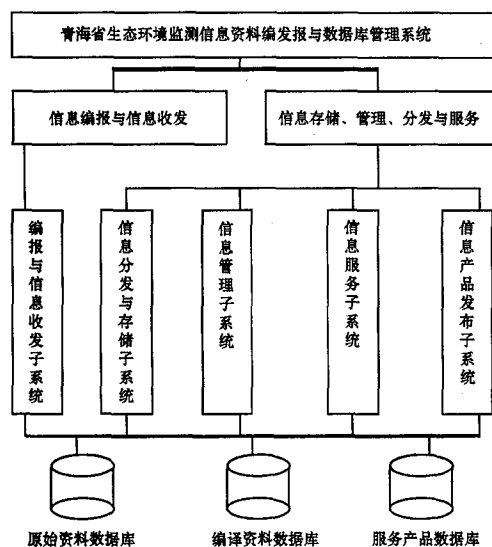 青海省生态环境监测信息资料编发报与数据库管理系统
信息编报与信息收发
信息存储、管理、分发与服务
编报与信息收发子系统
信息分发与存储子系统
信息管理子系统
信息服务子系统
信息产品发布子系统
原始资料数据库
编译资料数据库
服务产品数据库